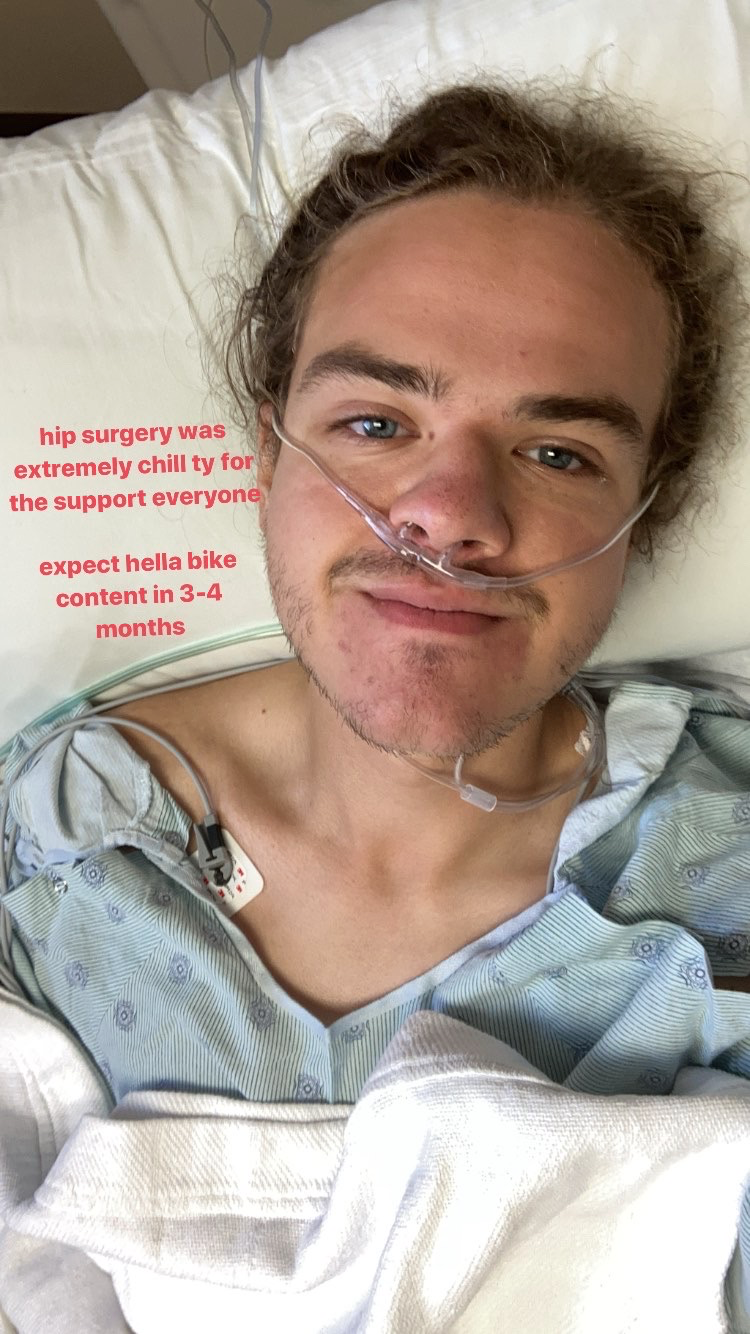 hip surgery was
extremely chill ty for
the support everyone
expect hella bike
content in 3-4
months